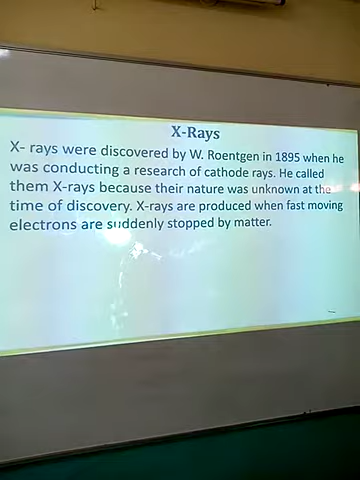 X-Rays
X- rays were discovered by W. Roentgen in 1895 when he
was conducting a research of cathode rays. He called
them X-rays because their nature was unknown at the
time of discovery. X-rays are produced when fast moving
electrons are suddenly stopped by matter.